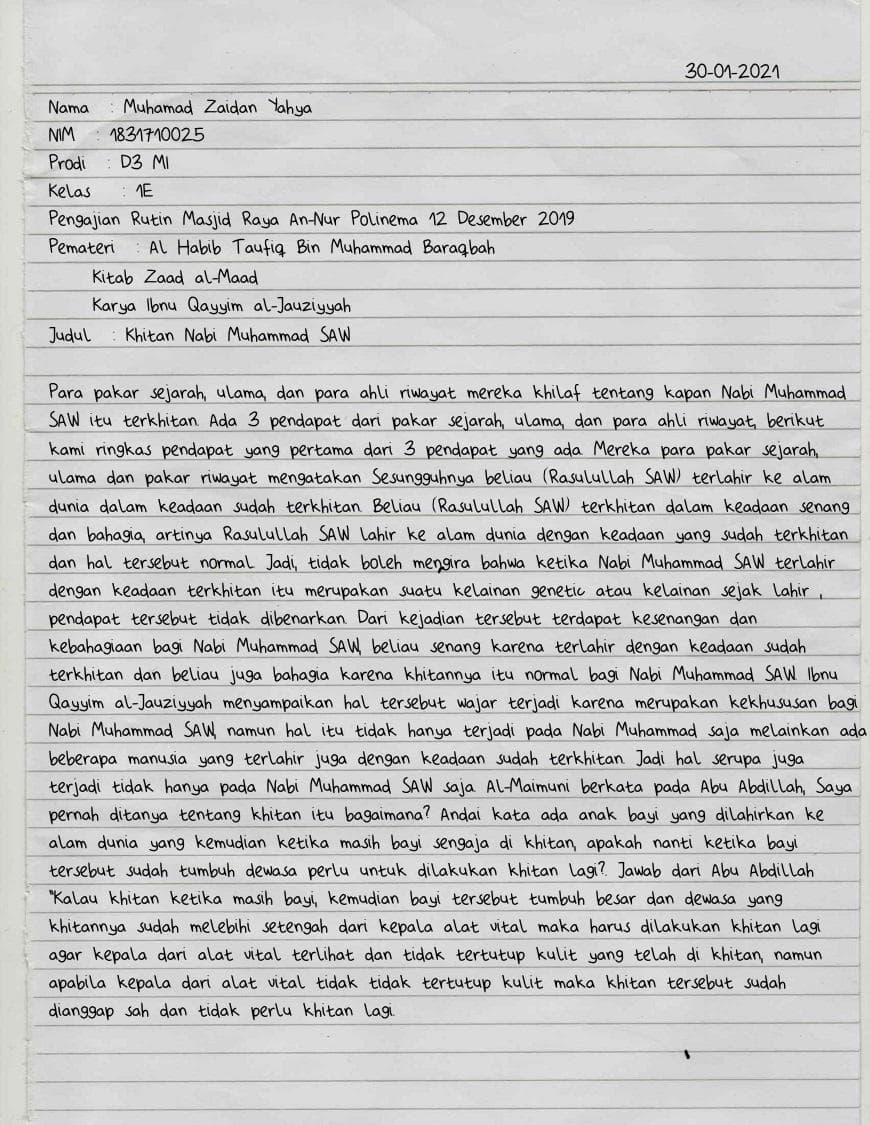 30-01-2021
Nama : Muhamad Zaidan Yahya
NIM : 1831710025
Prodi : D3 MI
Kelas : 1E
Pengajian Rutin Masjid Raya An-Nur Polinema 12 Desember 2019
Pemateri : Al Habib Taufiq Bin Muhammad Baraqbah
Kitab Zaad al-Maad
Karya Ibnu Qayyim al-Jauziyyah
Judul : Khitan Nabi Muhammad SAW
Para pakar sejarah, ulama, dan para ahli riwayat mereka khilaf tentang kapan Nabi Muhammad
SAW itu terkhitan. Ada 3 pendapat dari pakar sejarah, ulama, dan para ahli riwayat, berikut
kami ringkas pendapat yang pertama dari 3 pendapat yang ada. Mereka para pakar sejarah,
ulama dan pakar riwayat mengatakan Sesungguhnya beliau (Rasulullah SAW) terlahir ke alam
dunia dalam keadaan sudah terkhitan. Beliau (Rasulullah SAW) terkhitan dalam keadaan senang
dan bahagia, artinya Rasulullah SAW lahir ke alam dunia dengan keadaan yang sudah terkhitan
dan hal tersebut normal. Jadi, tidak boleh mengira bahwa ketika Nabi Muhammad SAW terlahir
dengan keadaan terkhitan itu merupakan suatu kelainan genetic atau kelainan sejak lahir ,
pendapat tersebut tidak dibenarkan. Dari kejadian tersebut terdapat kesenangan dan
kebahagiaan bagi Nabi Muhammad SAW, beliau senang karena terlahir dengan keadaan sudah
terkhitan dan beliau juga bahagia karena khitannya itu normal bagi Nabi Muhammad SAW. Ibnu
Qayyim al-Jauziyyah menyampaikan hal tersebut wajar terjadi karena merupakan kekhususan bagi
Nabi Muhammad SAW, namun hal itu tidak hanya terjadi pada Nabi Muhammad saja melainkan ada
beberapa manusia yang terlahir juga dengan keadaan sudah terkhitan. Jadi hal serupa juga
terjadi tidak hanya pada Nabi Muhammad SAW saja. Al-Maimuni berkata pada Abu Abdillah, Saya
pernah ditanya tentang khitan itu bagaimana? Andai kata ada anak bayi yang dilahirkan ke
alam dunia yang kemudian ketika masih bayi sengaja di khitan, apakah nanti ketika bayi
tersebut sudah tumbuh dewasa perlu untuk dilakukan khitan lagi?. Jawab dari Abu Abdillah
"Kalau khitan ketika masih bayi, kemudian bayi tersebut tumbuh besar dan dewasa yang
khitannya sudah melebihi setengah dari kepala alat vital maka harus dilakukan khitan lagi
agar kepala dari alat vital terlihat dan tidak tertutup kulit yang telah di khitan, namun
apabila kepala dari alat vital tidak tidak tertutup kulit maka khitan tersebut sudah
dianggap sah dan tidak perlu khitan lagi.